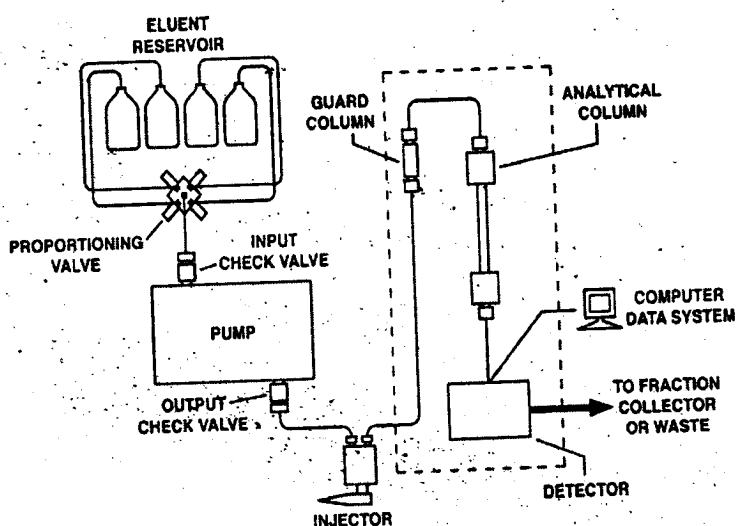 ELUENT
RESERVOIR
GUARD
COLUMN
ANALYTICAL
COLUMN
PROPORTIONING
VALVE
INPUT
CHECK VALVE
PUMP
COMPUTER
DATA SYSTEM
OUTPUT
CHECK VALVE
TO FRACTION
COLLECTOR
OR WASTE
DETECTOR
INJECTOR